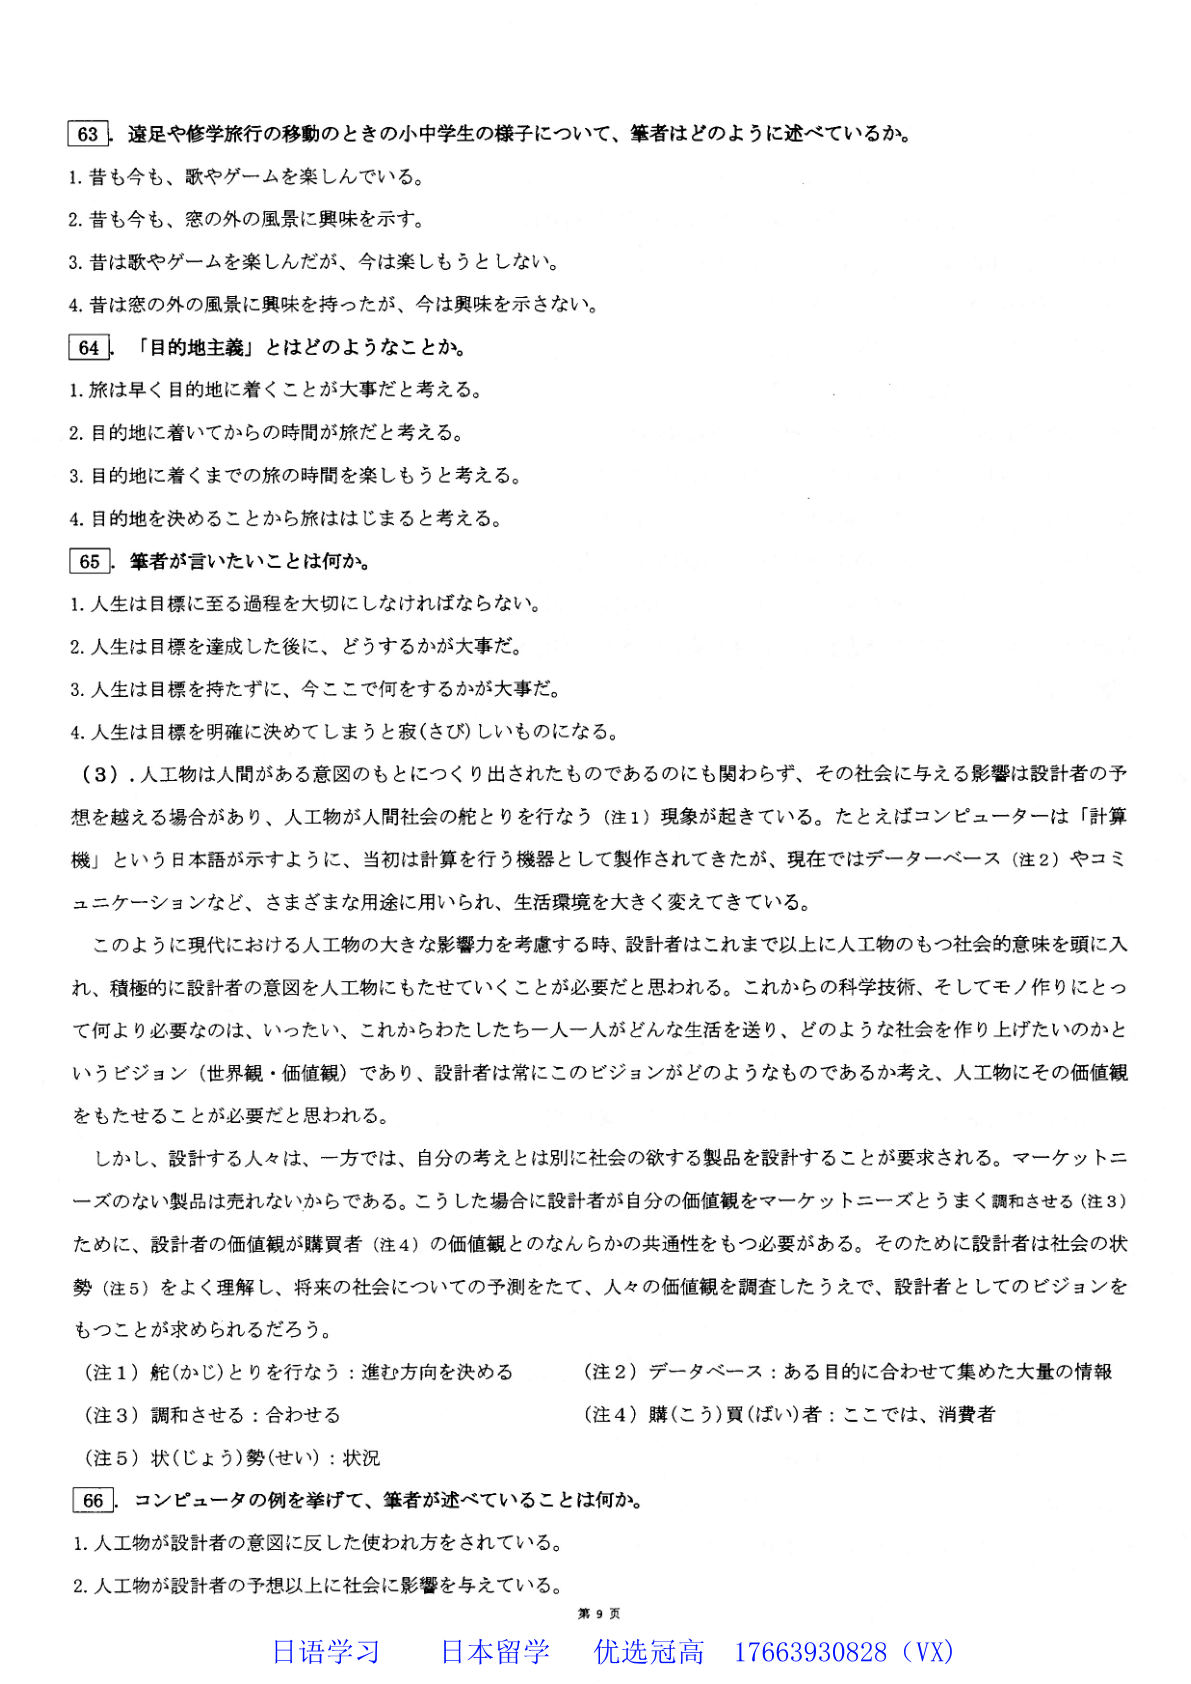 63. 遠足や修学旅行の移動のときの小中学生の様子について、筆者はどのように述べているか。
1. 昔も今も、歌やゲームを楽しんでいる。
2. 昔も今も、窓の外の風景に興味を示す。
3. 昔は歌やゲームを楽しんだが、今は楽しもうとしない。
4. 昔は窓の外の風景に興味を持ったが、今は興味を示さない。
64. 「目的地主義」とはどのようなことか。
1. 旅は早く目的地に着くことが大事だと考える。
2. 目的地に着いてからの時間が旅だと考える。
3. 目的地に着くまでの旅の時間を楽しもうと考える。
4. 目的地を決めることから旅ははじまると考える。
65. 筆者が言いたいことは何か。
1. 人生は目標に至る過程を大切にしなければならない。
2. 人生は目標を達成した後に、どうするかが大事だ。
3. 人生は目標を持たずに、今ここで何をするかが大事だ。
4. 人生は目標を明確に決めてしまうと寂(さび)しいものになる。
（3）.人工物は人間がある意図のもとにつくり出されたものであるのにも関わらず、その社会に与える影響は設計者の予
想を越える場合があり、人工物が人間社会の舵とりを行なう（注1）現象が起きている。たとえばコンピューターは「計算
機」という日本語が示すように、当初は計算を行う機器として製作されてきたが、現在ではデーターベース（注2）やコミ
ュニケーションなど、さまざまな用途に用いられ、生活環境を大きく変えてきている。
このように現代における人工物の大きな影響力を考慮する時、設計者はこれまで以上に人工物のもつ社会的意味を頭に入
れ、積極的に設計者の意図を人工物にもたせていくことが必要だと思われる。これからの科学技術、そしてモノ作りにとっ
て何より必要なのは、いったい、これからわたしたち一人一人がどんな生活を送り、どのような社会を作り上げたいのかと
いうビジョン（世界観・価値観）であり、設計者は常にこのビジョンがどのようなものであるか考え、人工物にその価値観
をもたせることが必要だと思われる。
しかし、設計する人々は、一方では、自分の考えとは別に社会の欲する製品を設計することが要求される。マーケットニ
ーズのない製品は売れないからである。こうした場合に設計者が自分の価値観をマーケットニーズとうまく調和させる（注3）
ために、設計者の価値観が購買者（注4）の価値観とのなんらかの共通性をもつ必要がある。そのために設計者は社会の状
勢（注5）をよく理解し、将来の社会についての予測をたて、人々の価値観を調査したうえで、設計者としてのビジョンを
もつことが求められるだろう。
（注1）舵(かじ)とりを行なう：進む方向を決める （注2）データベース：ある目的に合わせて集めた大量の情報
（注3）調和させる：合わせる （注4）購(こう)買(ばい)者：ここでは、消費者
（注5）状(じょう)勢(せい)：状況
66. コンピュータの例を挙げて、筆者が述べていることは何か。
1. 人工物が設計者の意図に反した使われ方をされている。
2. 人工物が設計者の予想以上に社会に影響を与えている。
第 9 页
日语学习 日本留学 优选冠高 17663930828（VX)